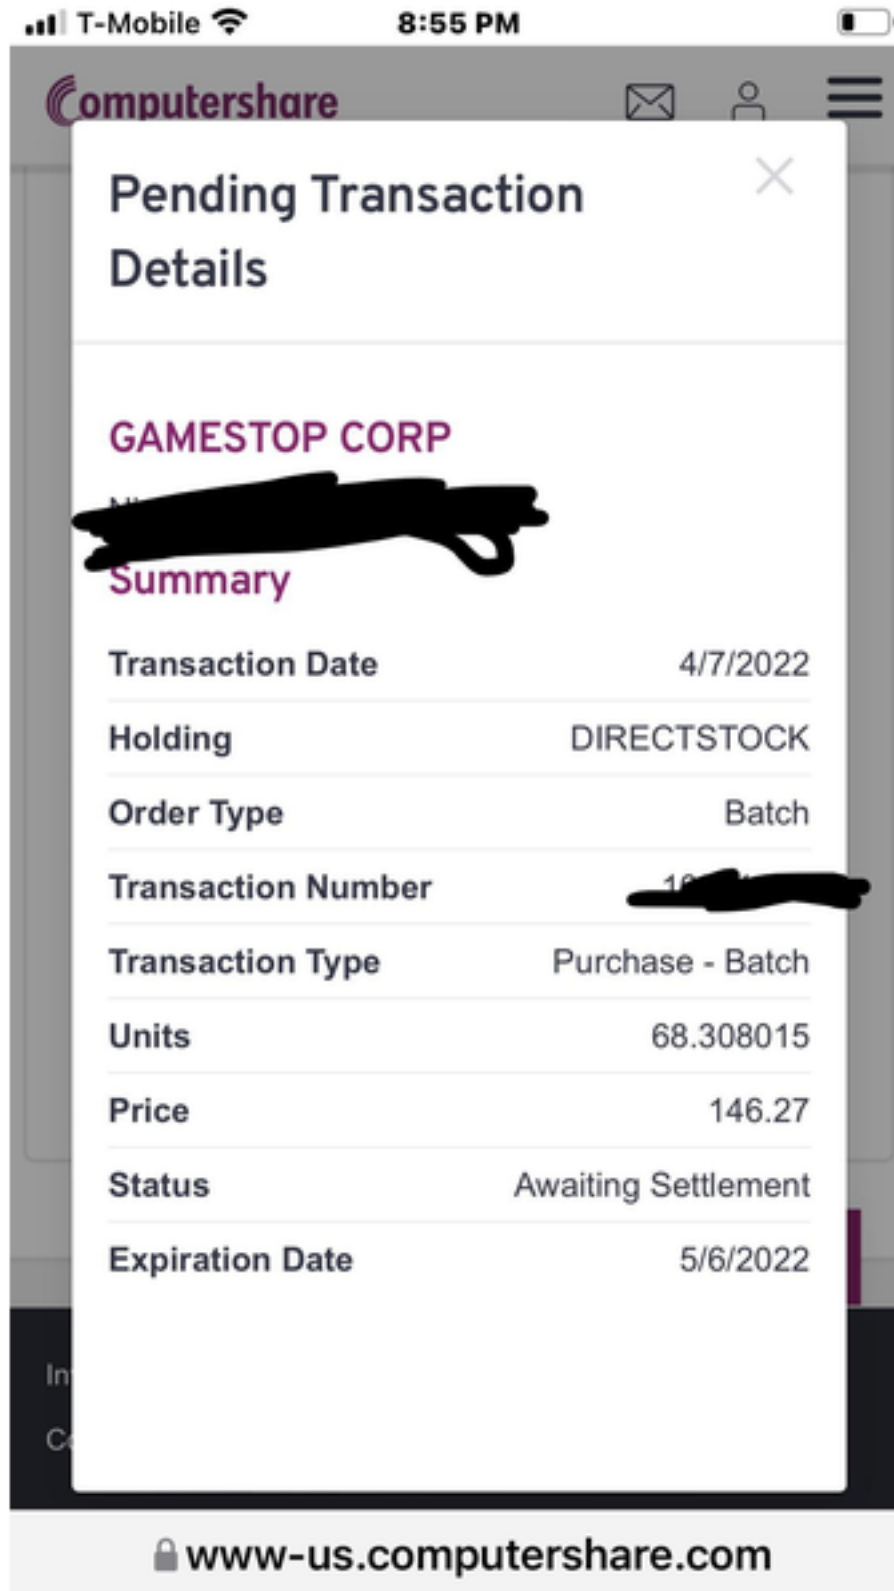 T-Mobile 8:55 PM
Computershare
Pending Transaction
Details
GAMESTOP CORP
Summary
Transaction Date 4/7/2022
Holding DIRECTSTOCK
Order Type Batch
Transaction Number
Transaction Type Purchase - Batch
Units 68.308015
Price 146.27
Status Awaiting Settlement
Expiration Date 5/6/2022
www-us.computershare.com